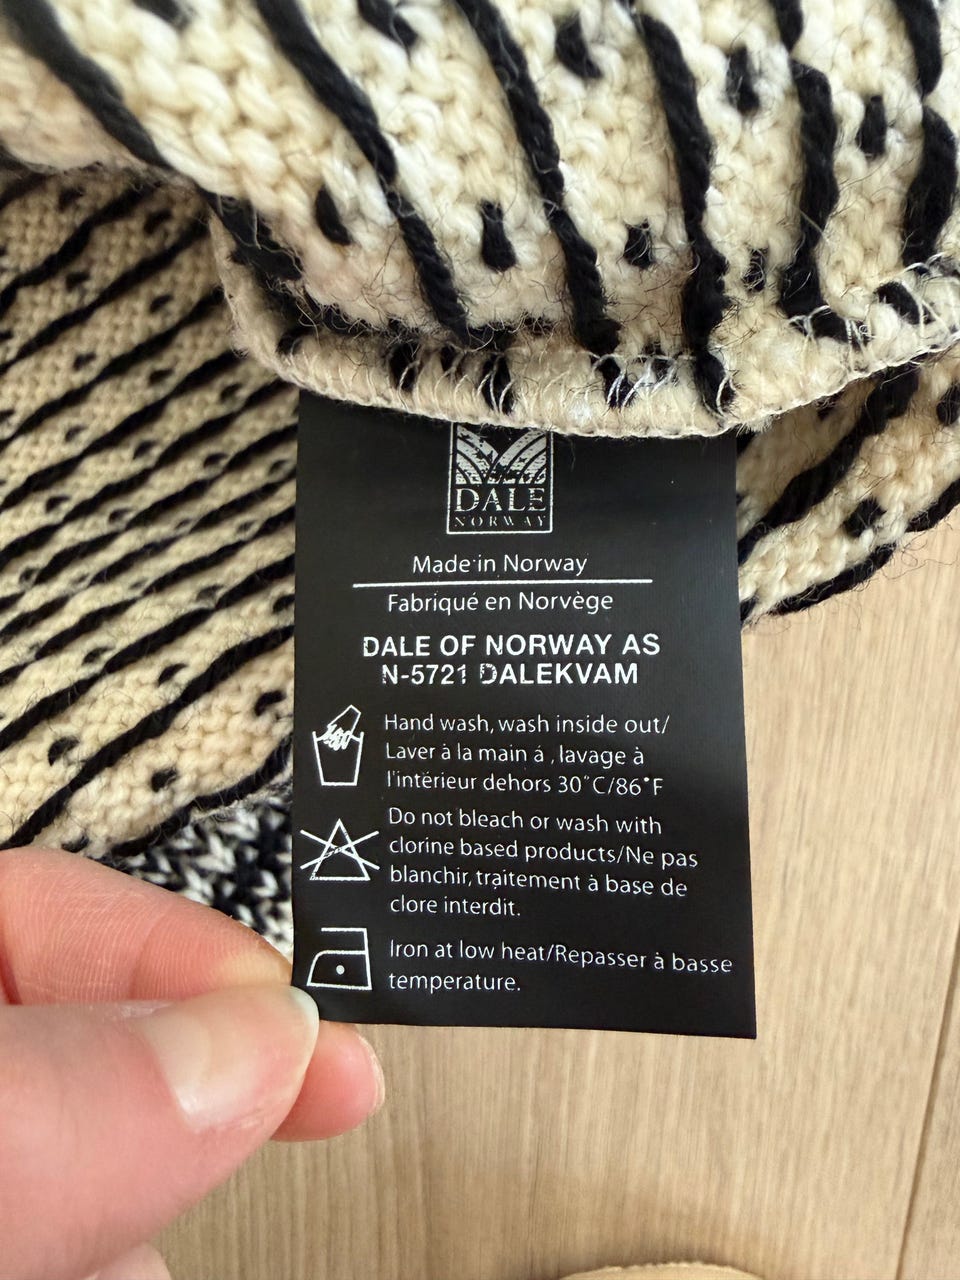 DALE
NORWAY
Made in Norway
Fabriqué en Norvège
DALE OF NORWAY AS
N-5721 DALEKVAM
Hand wash, wash inside out/
Laver à la main á , lavage à
l'intérieur dehors 30°C/86°F
Do not bleach or wash with
clorine based products/Ne pas
blanchir, traitement à base de
clore interdit.
Iron at low heat/Repasser à basse
temperature.